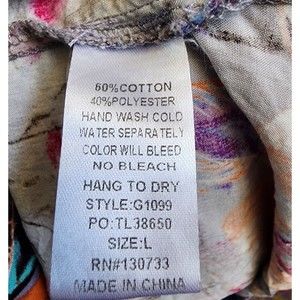 60%COTTON
40%POLYESTER
HAND WASH COLD
WATER SEPARATELY
COLOR WILL BLEED
NO BLEACH
HANG TO DRY
STYLE:G1099
PO:TL38650
SIZE:L
RN#130733
MADE IN CHINA